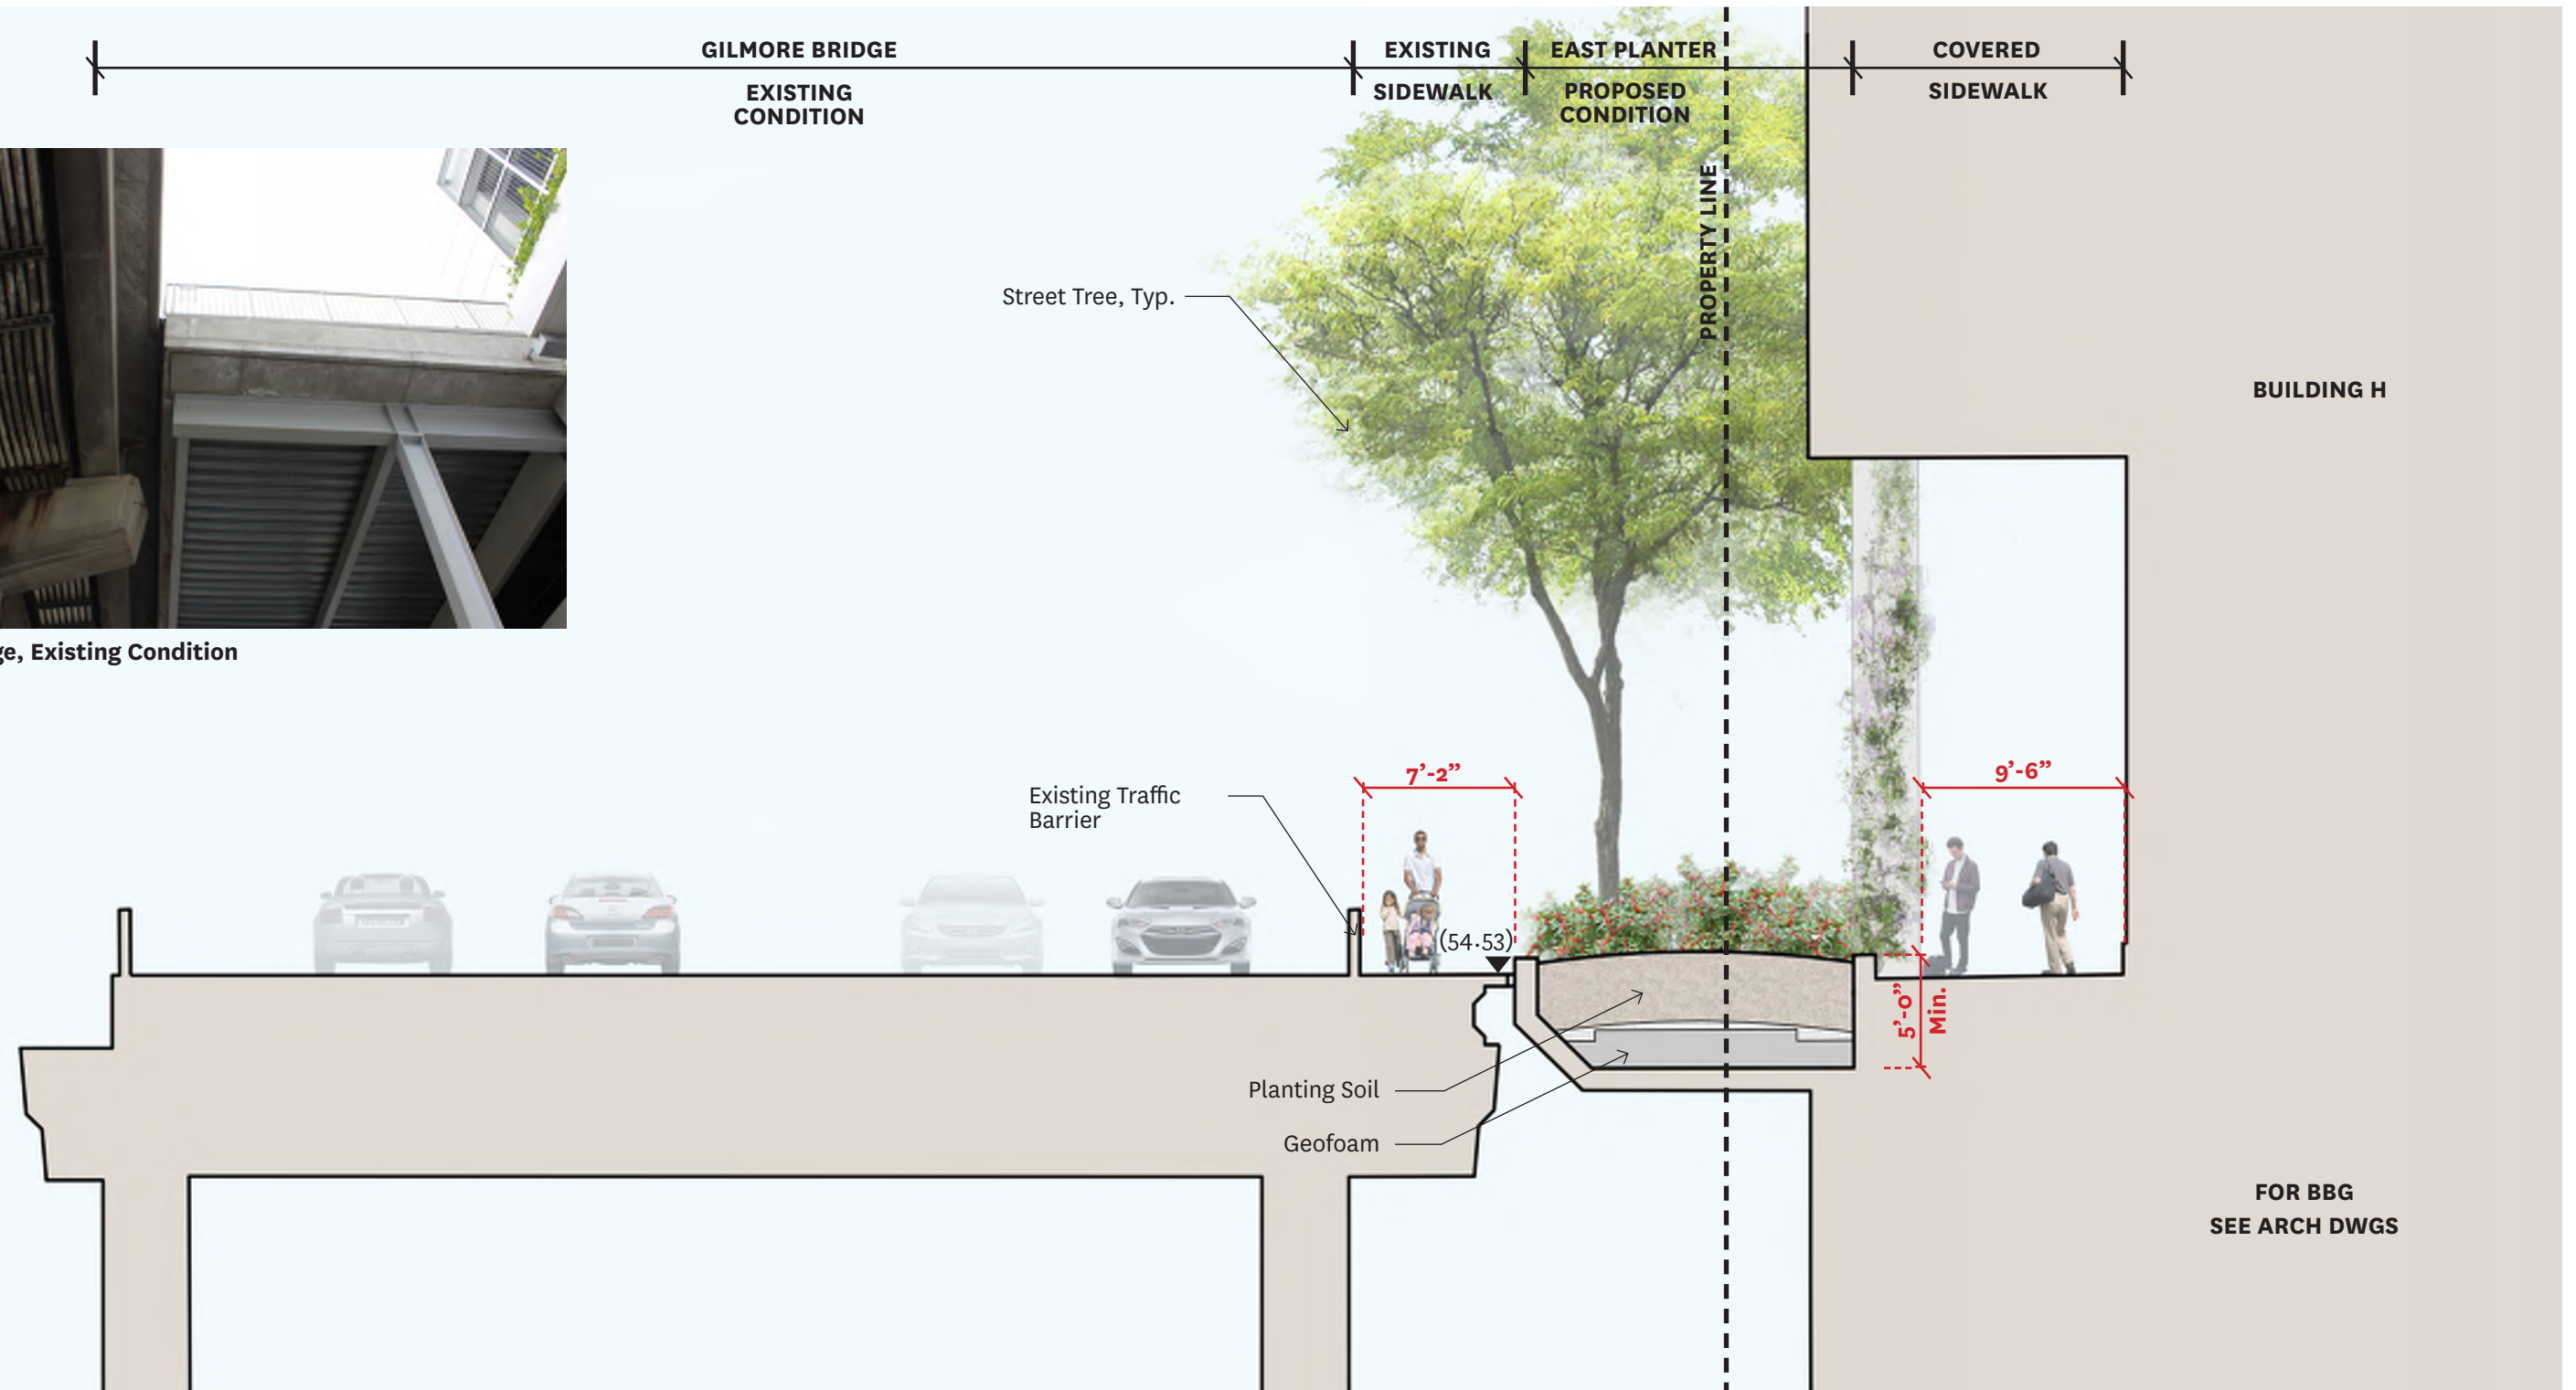 GILMORE BRIDGE
EXISTING
CONDITION
EXISTING
SIDEWALK
EAST PLANTER
PROPOSED
CONDITION
COVERED
SIDEWALK
PROPERTY LINE
Street Tree, Typ.
BUILDING H
Existing Condition
7’-2”
9’-6”
Existing Traffic
Barrier
(54.53)
5’-0”
Min.
Planting Soil
Geofoam
FOR BBG
SEE ARCH DWGS